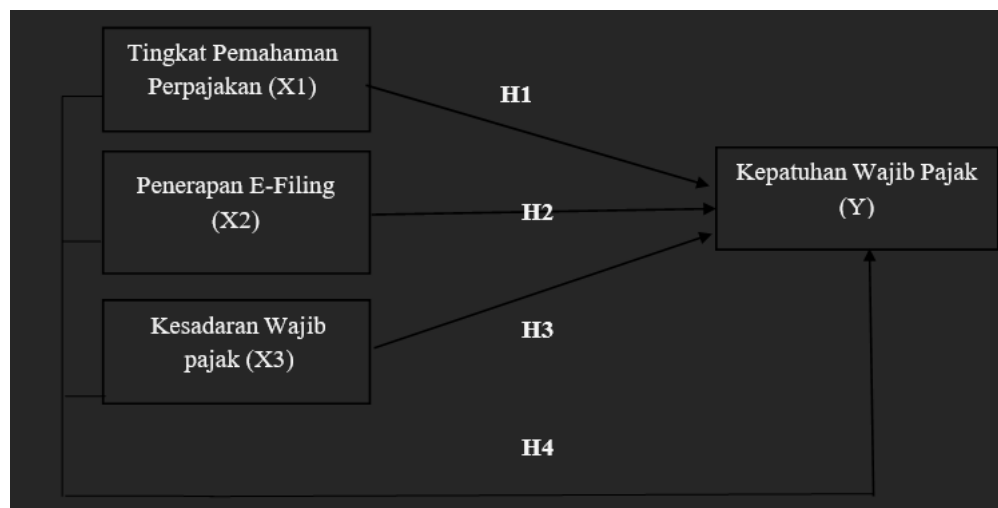 Tingkat Pemahaman
Perpajakan (X1)
H1
Penerapan E-Filing
(X2)
H2
Kesadaran Wajib
pajak (X3)
H3
Kepatuhan Wajib Pajak
(Y)
H4